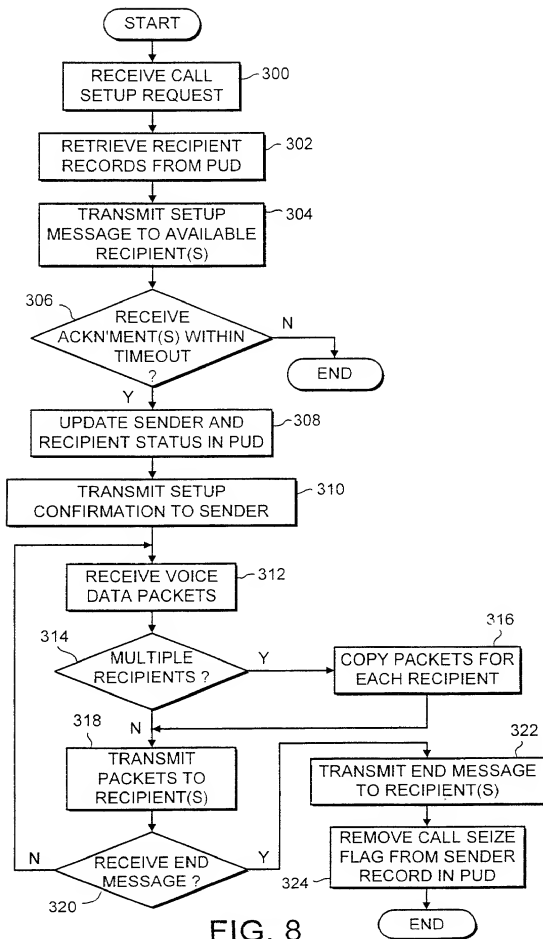 START
RECEIVE CALL
SETUP REQUEST
300
RETRIEVE RECIPIENT
RECORDS FROM PUD
302
TRANSMIT SETUP
MESSAGE TO AVAILABLE
RECIPIENT(S)
304
306
RECEIVE
ACKN'MENT(S) WITHIN
TIMEOUT
?
N
END
Y
UPDATE SENDER AND
RECIPIENT STATUS IN PUD
308
TRANSMIT SETUP
CONFIRMATION TO SENDER
310
RECEIVE VOICE
DATA PACKETS
312
314
MULTIPLE
RECIPIENTS ?
Y
316
COPY PACKETS FOR
EACH RECIPIENT
N
318
TRANSMIT
PACKETS TO
RECIPIENT(S)
322
TRANSMIT END MESSAGE
TO RECIPIENT(S)
N
RECEIVE END
MESSAGE ?
Y
320
REMOVE CALL SEIZE
FLAG FROM SENDER
RECORD IN PUD
324
END
FIG. 8